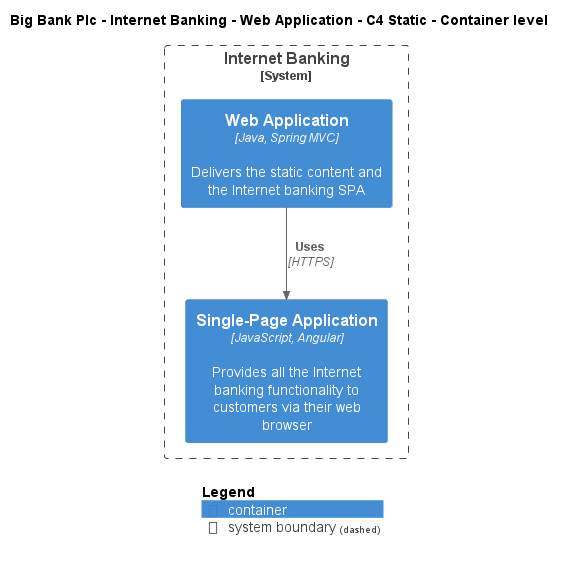 Big Bank Plc - Internet Banking - Web Application - C4 Static - Container level
Internet Banking
[System]
Web Application
[Java, Spring MVC]
Delivers the static content and
the Internet banking SPA
Uses
[HTTPS]
Single-Page Application
[JavaScript, Angular]
Provides all the Internet
banking functionality to
customers via their web
browser
Legend
container
system boundary (dashed)